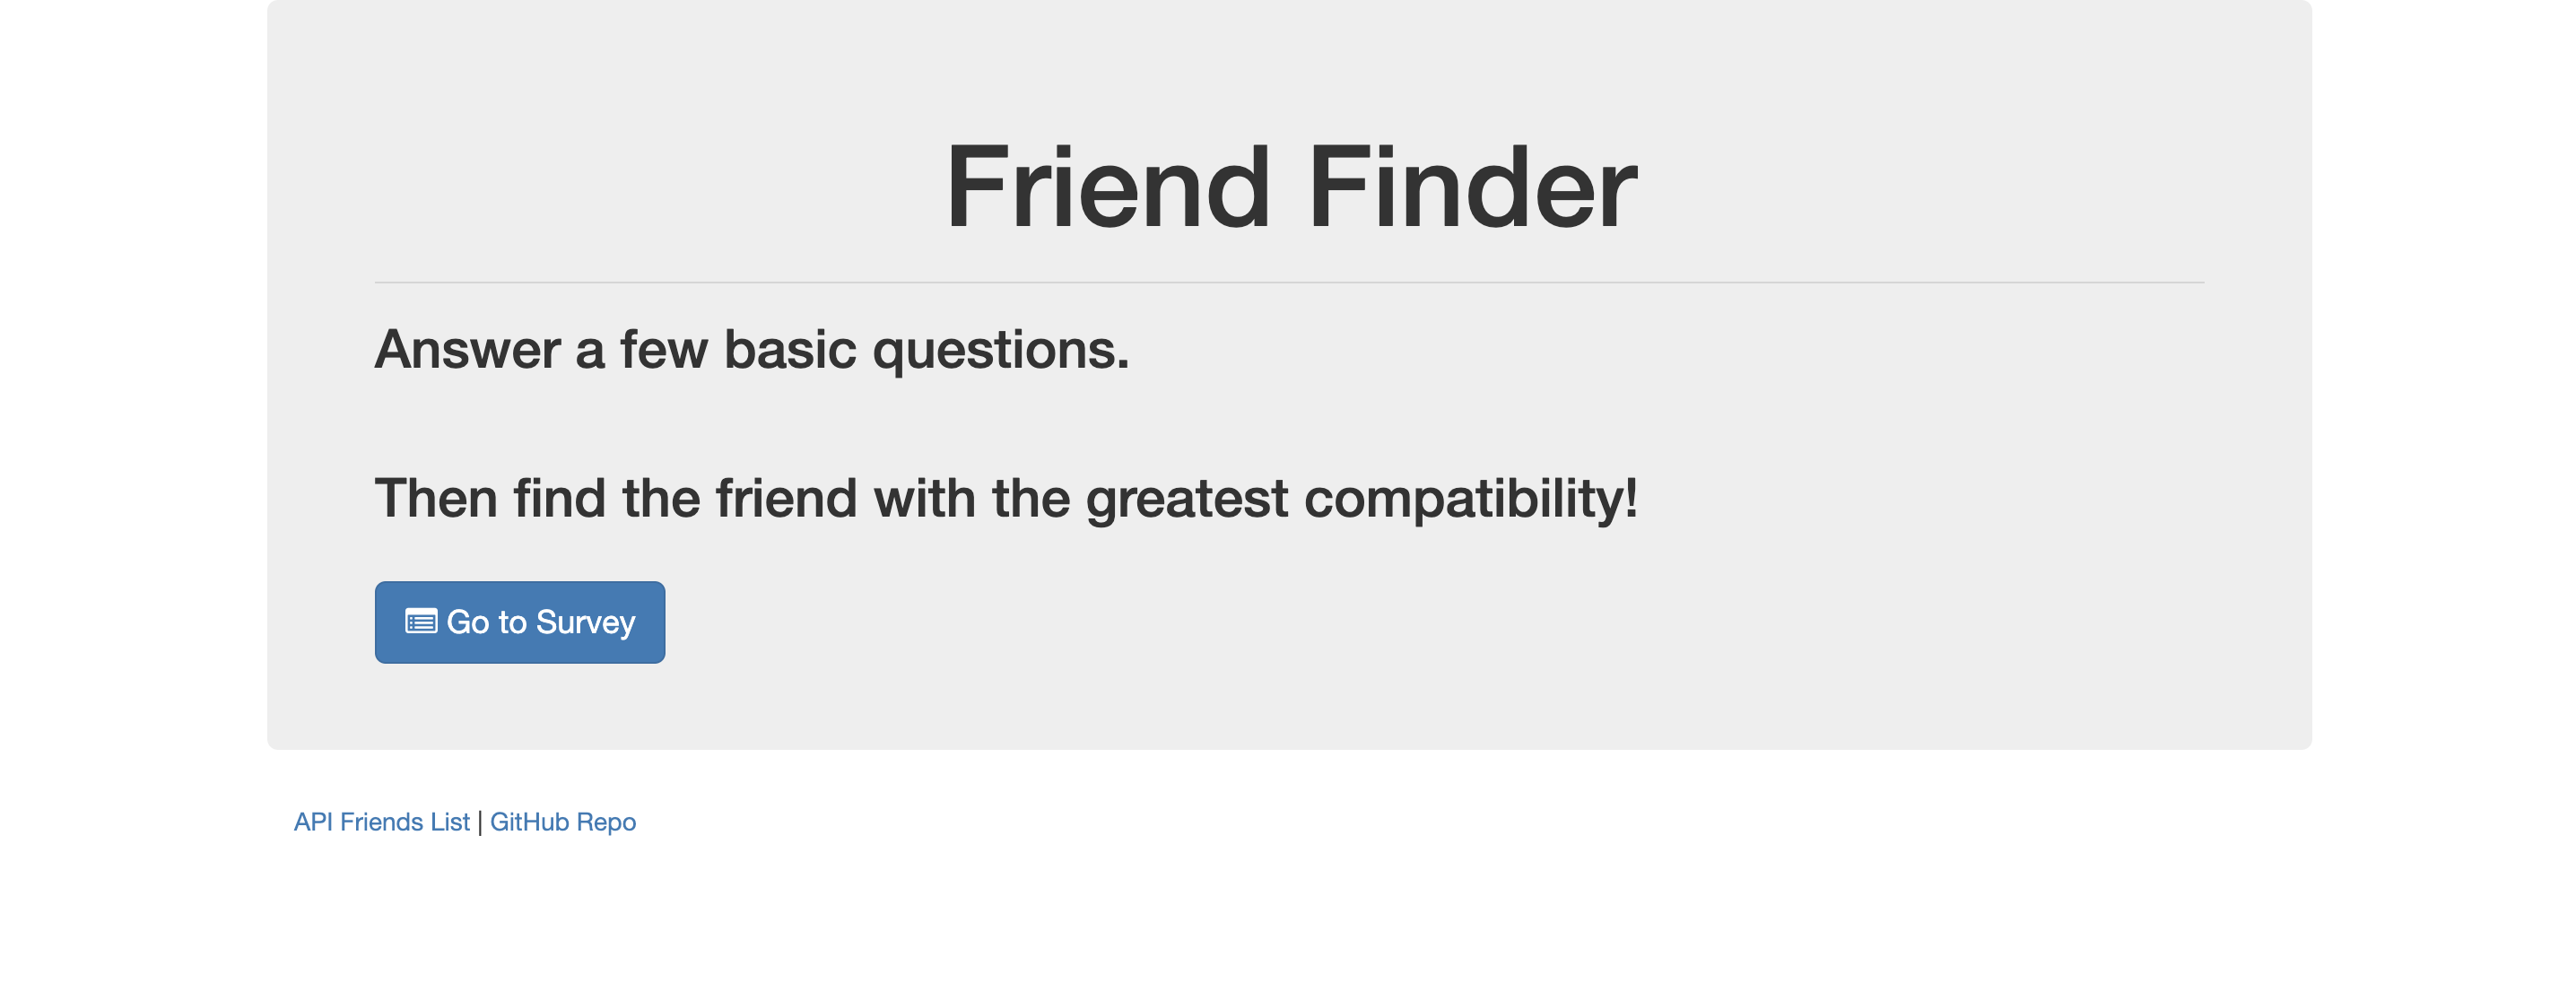 Friend Finder
Answer a few basic questions.
Then find the friend with the greatest compatibility!
Go to Survey
API Friends List | GitHub Repo